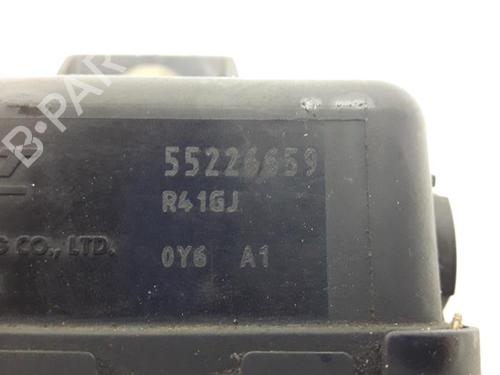 B-PAR
55226659
R41GJ
G CO., LTD.
0Y6 A1